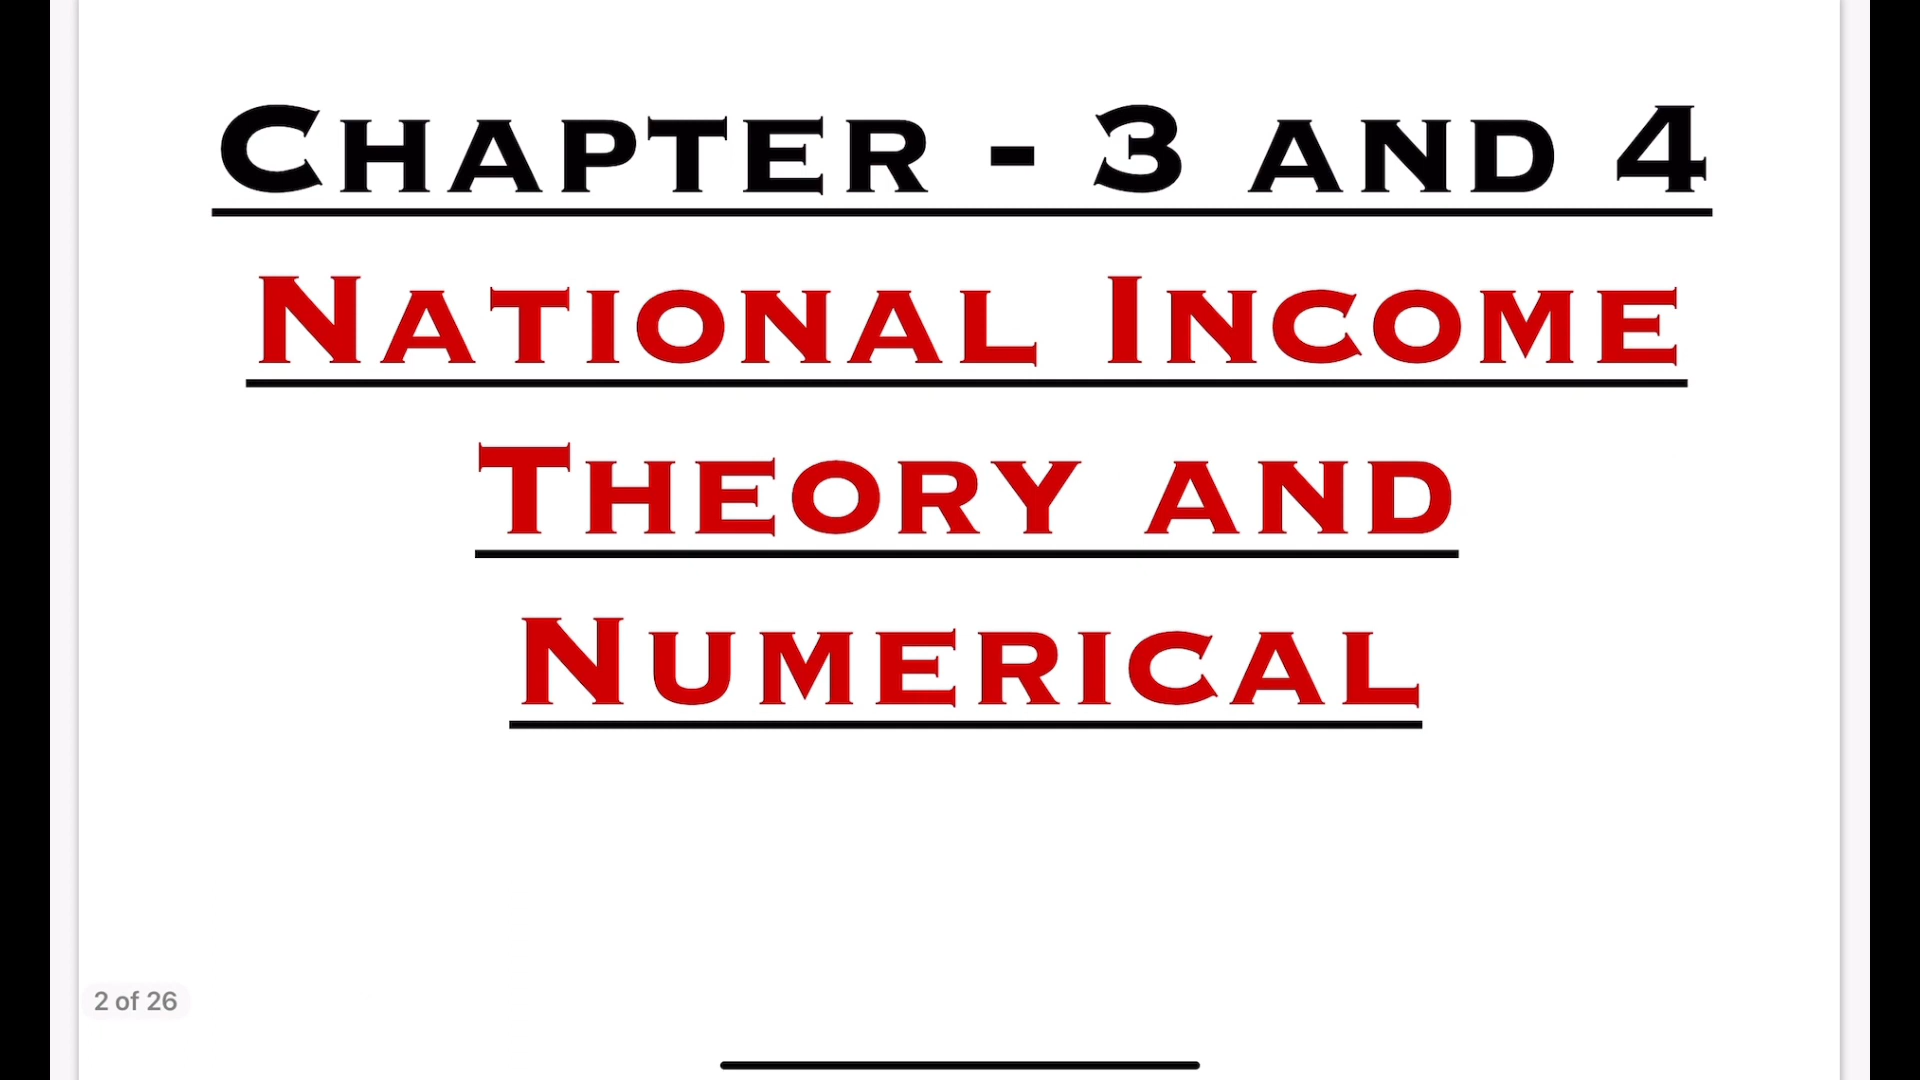 Chapter - 3 and 4
National Income
Theory and
Numerical
2 of 26